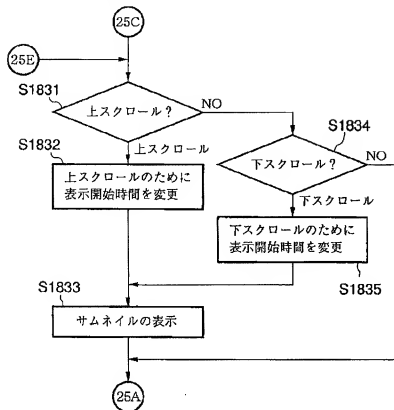 25C
25E
S1831
上スクロール？
NO
S1832
上スクロール
S1834
上スクロールのために
表示開始時間を変更
下スクロール？
NO
下スクロール
下スクロールのために
表示開始時間を変更
S1833
S1835
サムネイルの表示
25A